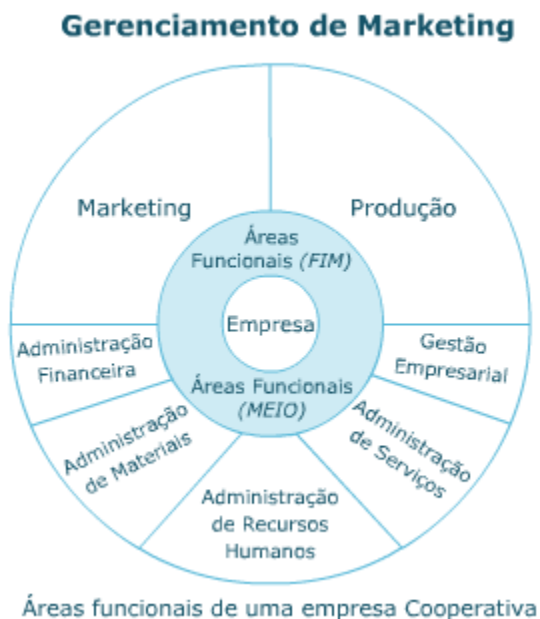 Gerenciamento de Marketing
Marketing
Produção
Áreas
Funcionais (FIM)
Empresa
Áreas Funcionais
(MEIO)
Administração
Financeira
Administração
de Materiais
Administração
de Recursos
Humanos
Administração
de Serviços
Gestão
Empresarial
Áreas funcionais de uma empresa Cooperativa